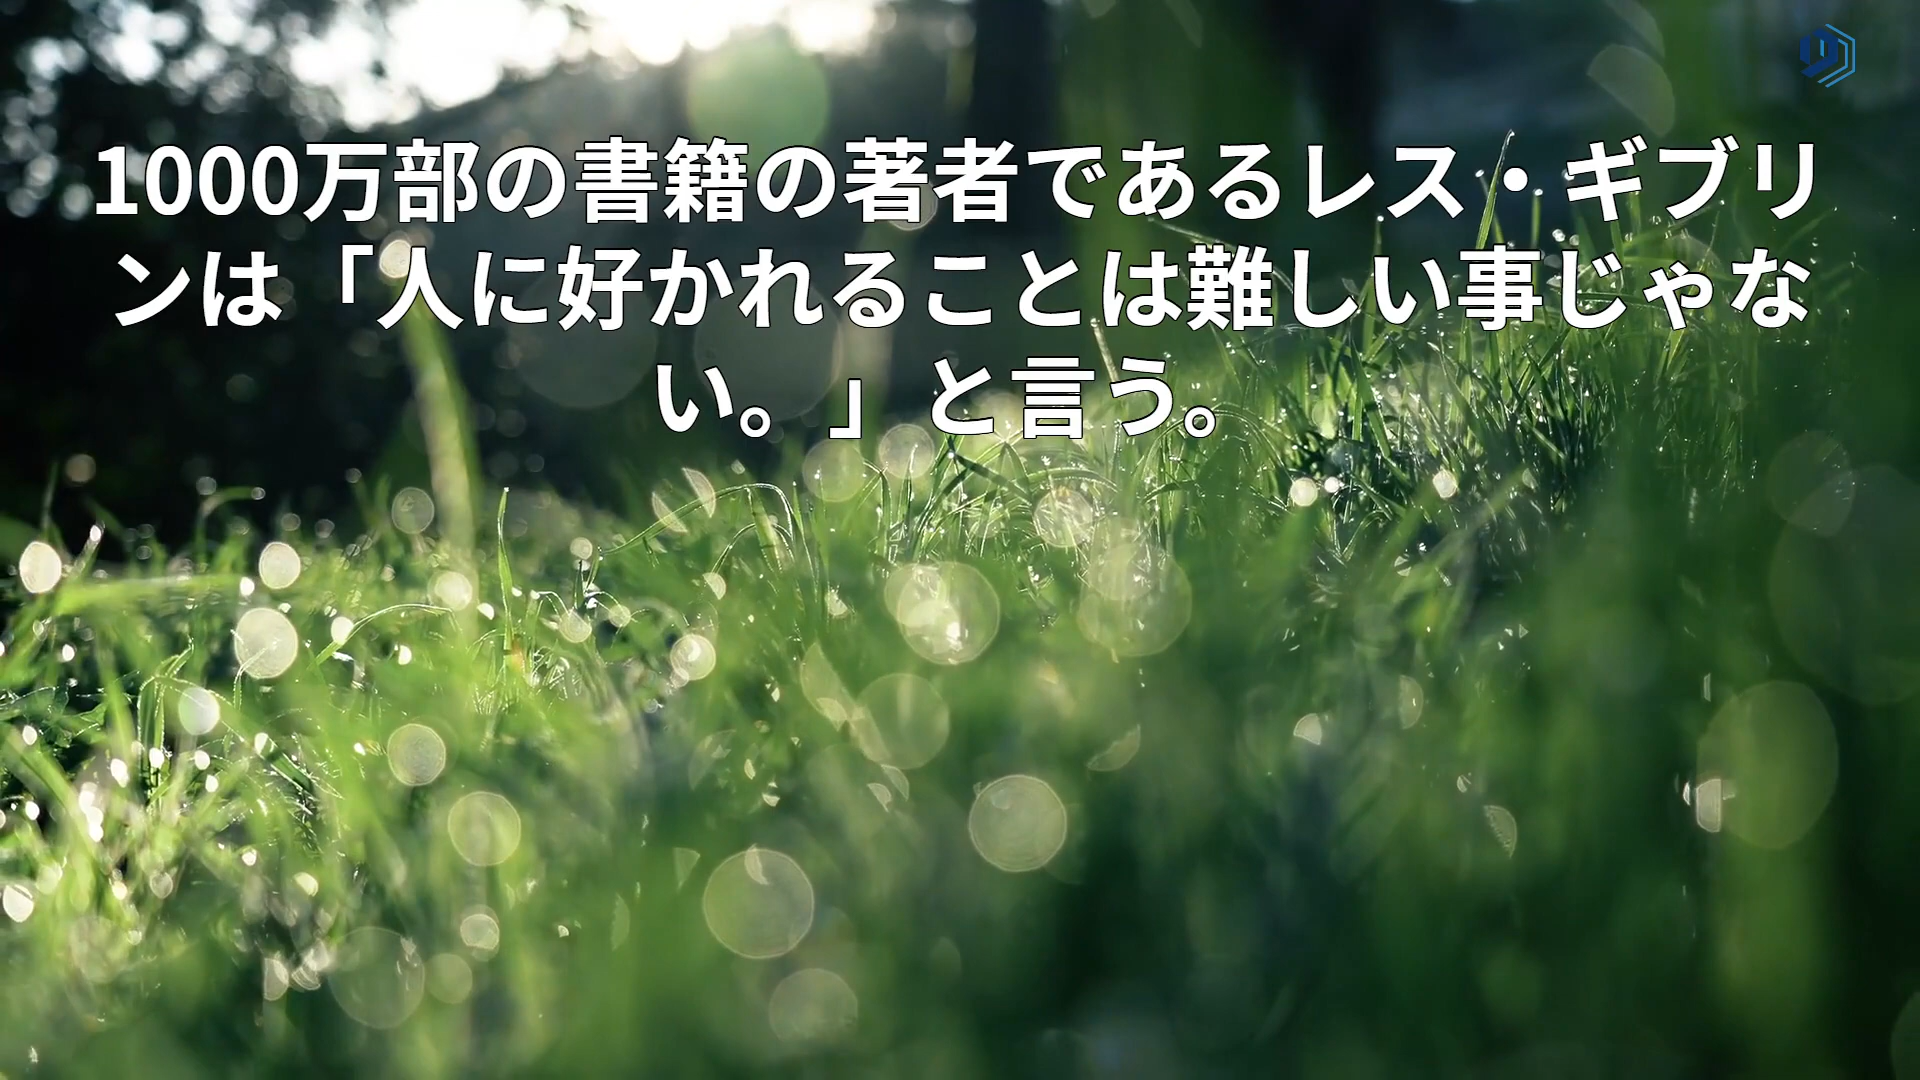 1000万部の書籍の著者であるレス・ギブリ
ンは「人に好かれることは難しい事じゃな
い。」と言う。